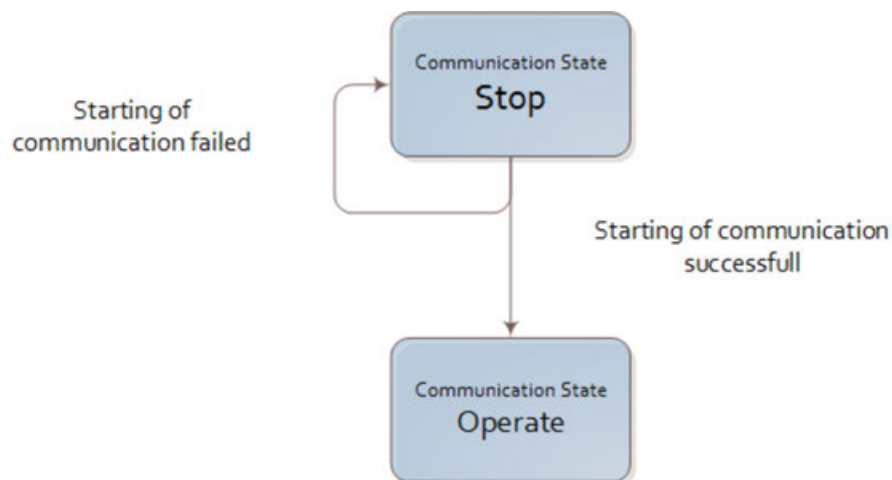 Communication State
Stop
Starting of
communication failed
Starting of communication
successfull
Communication State
Operate